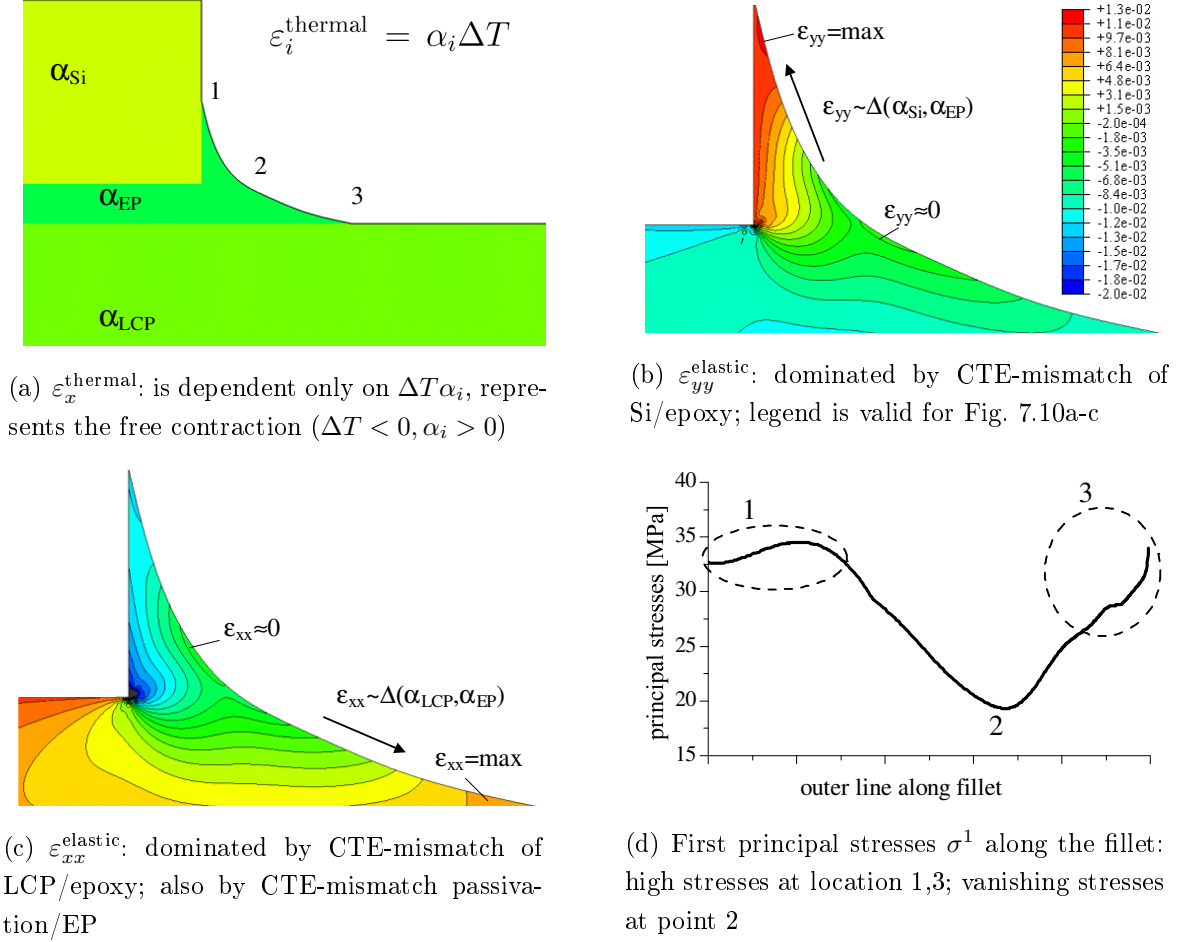 ε_i^thermal = α_iΔT
α_Si
1
2
3
α_EP
α_LCP
(a) ε_x^thermal: is dependent only on ΔTα_i, repre-
sents the free contraction (ΔT < 0, α_i > 0)
ε_yy=max
ε_yy~Δ(α_Si,α_EP)
ε_yy≈0
+1.3e-02
+1.1e-02
+9.7e-03
+8.1e-03
+6.4e-03
+4.8e-03
+3.1e-03
+1.5e-03
-2.0e-04
-1.8e-03
-3.5e-03
-5.1e-03
-6.8e-03
-8.4e-03
-1.0e-02
-1.2e-02
-1.3e-02
-1.5e-02
-1.7e-02
-1.8e-02
-2.0e-02
(b) ε_yy^elastic: dominated by CTE-mismatch of
Si/epoxy; legend is valid for Fig. 7.10a-c
ε_xx≈0
ε_xx~Δ(α_LCP,α_EP)
ε_xx=max
(c) ε_xx^elastic: dominated by CTE-mismatch of
LCP/epoxy; also by CTE-mismatch passiva-
tion/EP
principal stresses [MPa]
40
35
30
25
20
15
1
2
3
outer line along fillet
(d) First principal stresses σ^1 along the fillet:
high stresses at location 1,3; vanishing stresses
at point 2